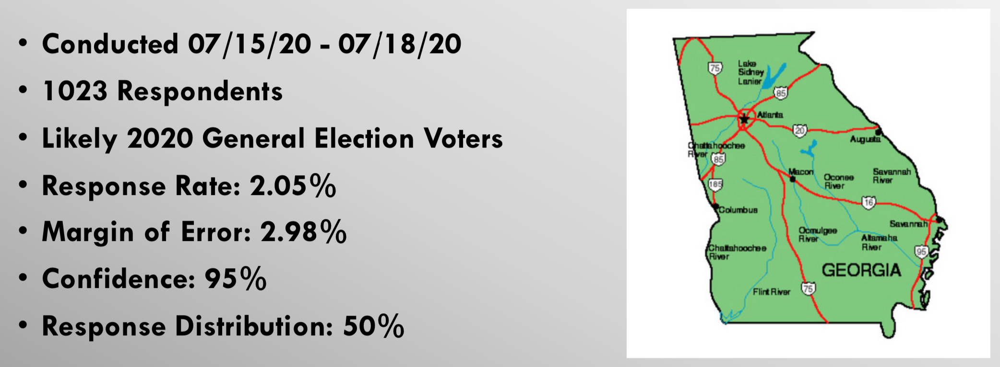 • Conducted 07/15/20 - 07/18/20
• 1023 Respondents
• Likely 2020 General Election Voters
• Response Rate: 2.05%
• Margin of Error: 2.98%
• Confidence: 95%
• Response Distribution: 50%
75
Lake
Sidney
Lanier
85
Atlanta
20
Augusta
Chattahoochee
River
85
Macon
Oconee
River
Savannah
River
185
16
Columbus
Savannah
Ocmulgee
River
Altamaha
River
Chattahoochee
River
95
GEORGIA
Flint River
75